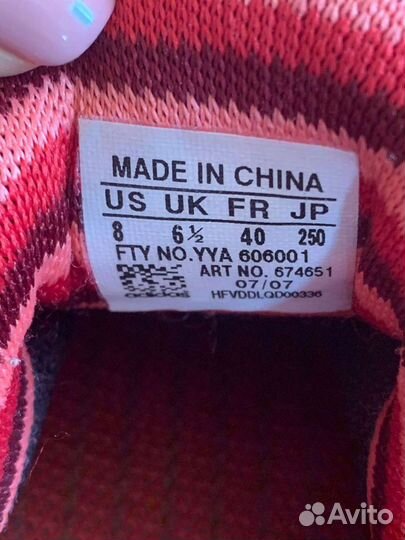 MADE IN CHINA
US UK FR JP
8 6½ 40 250
FTY NO.YYA 606001
ART NO. 674651
07/07
adidas HFVDDLQD00336
Avito